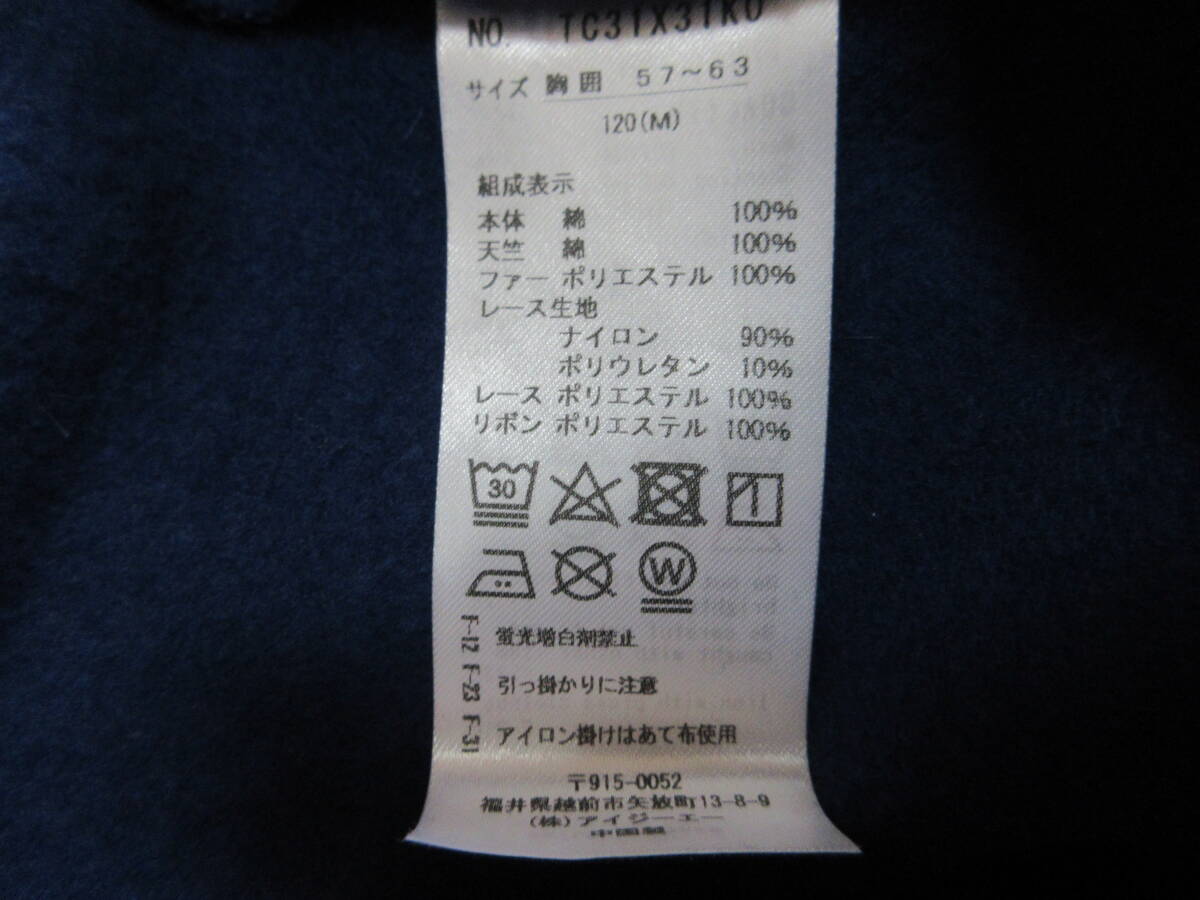 NO. TC31X31K0
サイズ 胸囲 57～63
120(M)
組成表示
本体 綿 100%
天竺 綿 100%
ファー ポリエステル 100%
レース生地
ナイロン 90%
ポリウレタン 10%
レース ポリエステル 100%
リボン ポリエステル 100%
30
W
F-12 蛍光増白剤禁止
F-23 引っ掛かりに注意
F-31 アイロン掛けはあて布使用
〒915-0052
福井県越前市矢放町13-8-9
(株)アイジーエー
中国製